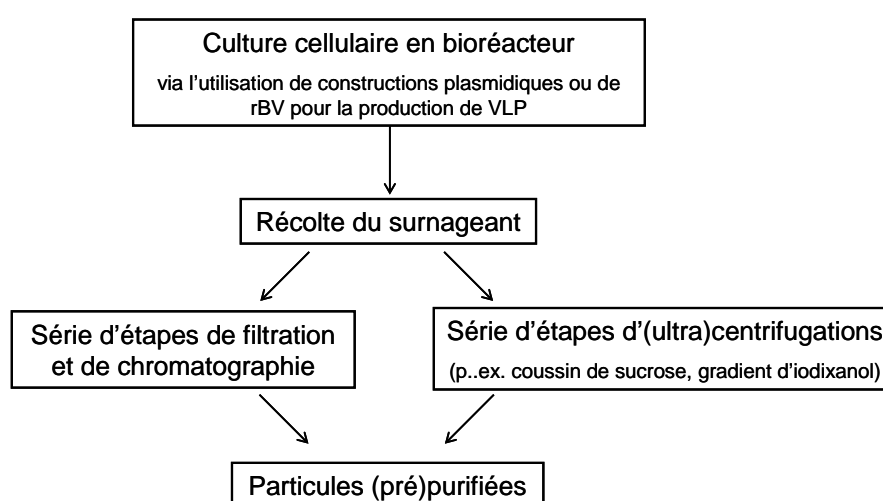 Culture cellulaire en bioréacteur
via l'utilisation de constructions plasmidiques ou de
rBV pour la production de VLP
Récolte du surnageant
Série d'étapes de filtration
et de chromatographie
Série d'étapes d'(ultra)centrifugations
(p..ex. coussin de sucrose, gradient d'iodixanol)
Particules (pré)purifiées